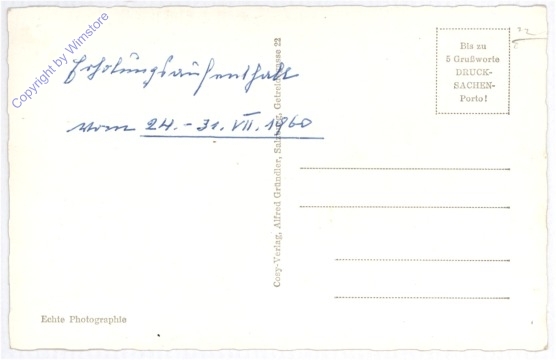 Erholungsaufenthalt
vom 24. - 31. VII. 1960
Bis zu
5 Grußworte
DRUCK-
SACHEN-
Porto!
Cosy-Verlag, Alfred Gründler, Salzburg, Getreidegasse 22
Echte Photographie
Copyright by Wimstore